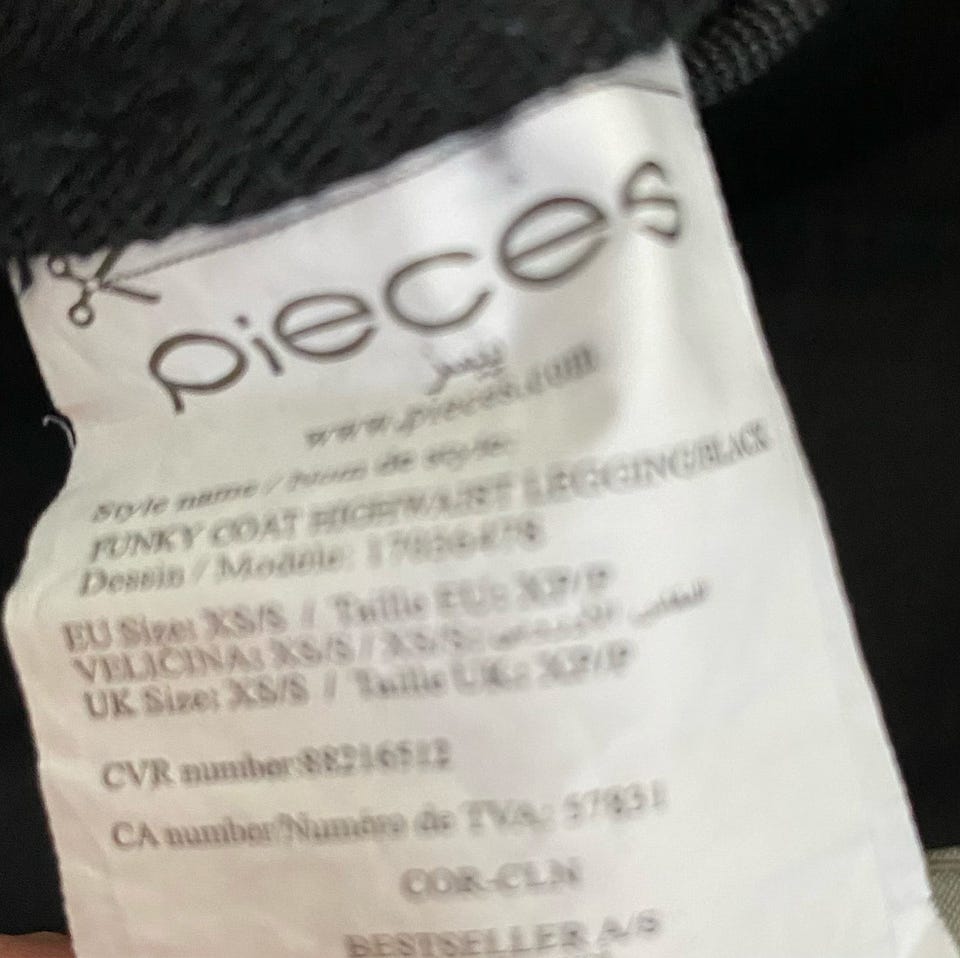 pieces
بيسز
www.pieces.com
Style name / Nom de style:
FUNKY COAT HIGHWAIST LEGGING/BLACK
Dessin / Modèle:
EU Size: XS/S / Taille EU: XP/P
VELICINA: XS/S / XS/S:
UK Size: XS/S / Taille UK: XP/P
CVR number:88216512
CA number/Numéro de TVA: 57831
COR-CLN
BESTSELLER A/S